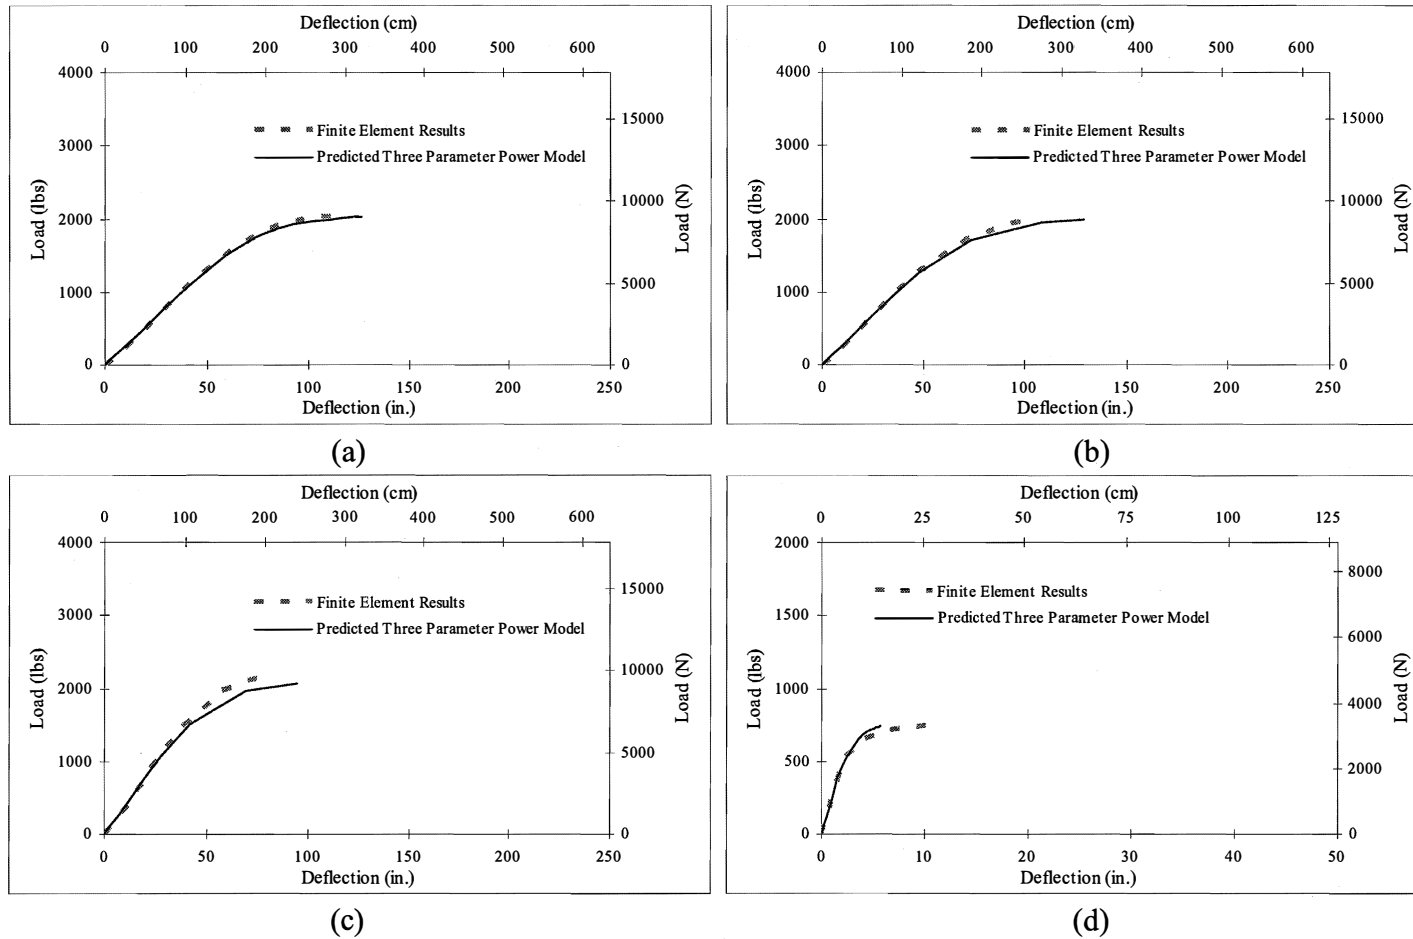 Deflection (cm)
0 100 200 300 400 500 600
4000
3000
2000
1000
0
Load (lbs)
Finite Element Results
Predicted Three Parameter Power Model
15000
10000
5000
0
Load (N)
0 50 100 150 200 250
Deflection (in.)
(a)
Deflection (cm)
0 100 200 300 400 500 600
4000
3000
2000
1000
0
Load (lbs)
Finite Element Results
Predicted Three Parameter Power Model
15000
10000
5000
0
Load (N)
0 50 100 150 200 250
Deflection (in.)
(b)
Deflection (cm)
0 100 200 300 400 500 600
4000
3000
2000
1000
0
Load (lbs)
Finite Element Results
Predicted Three Parameter Power Model
15000
10000
5000
0
Load (N)
0 50 100 150 200 250
Deflection (in.)
(c)
Deflection (cm)
0 25 50 75 100 125
2000
1500
1000
500
0
Load (lbs)
Finite Element Results
Predicted Three Parameter Power Model
8000
6000
4000
2000
0
Load (N)
0 10 20 30 40 50
Deflection (in.)
(d)